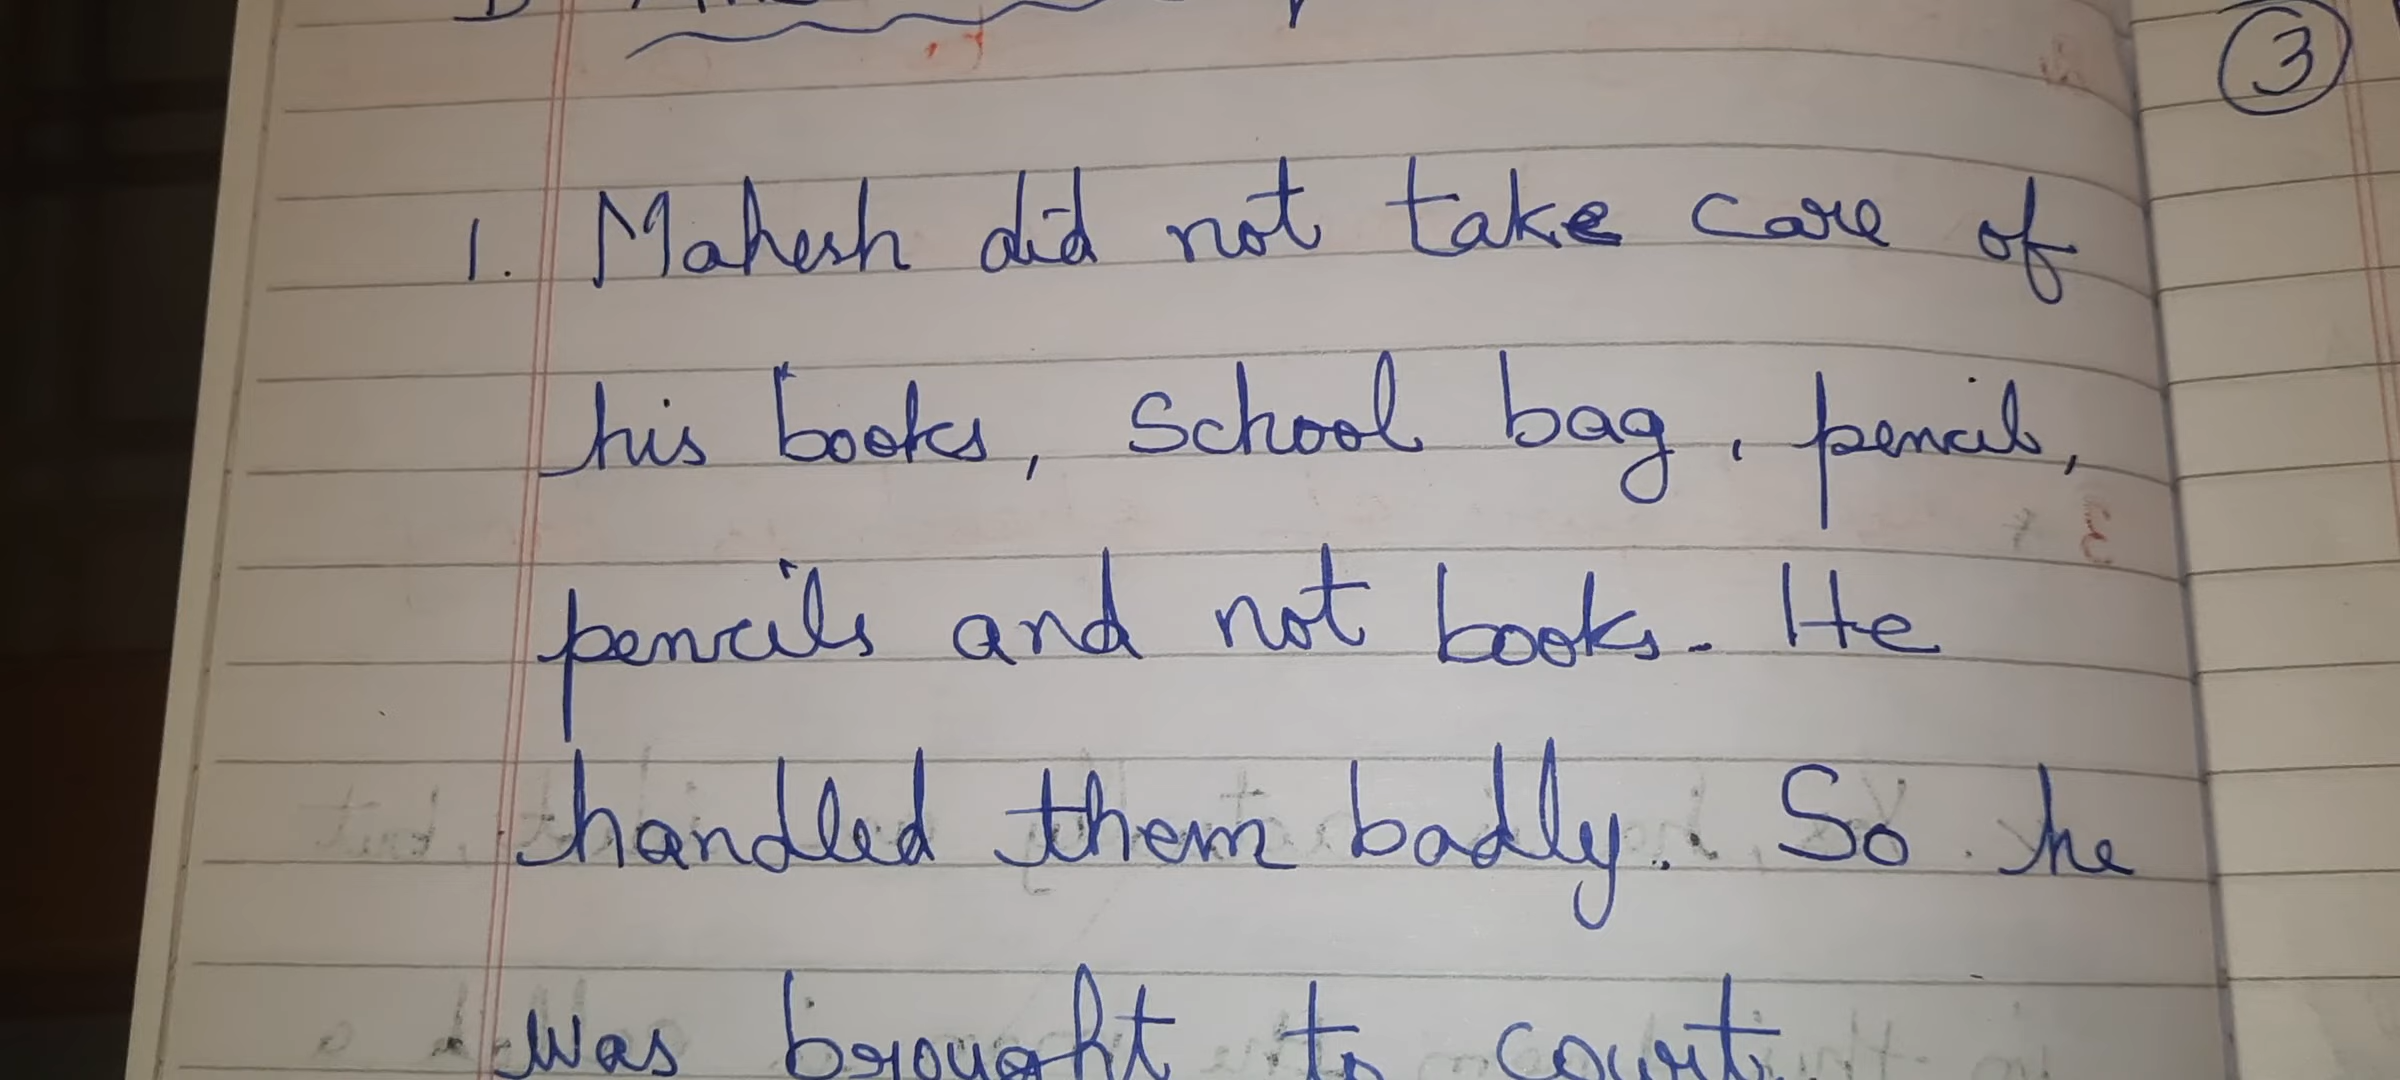 3
1. Mahesh did not take care of
his books, school bag, pencils,
pencils and not books. He
handled them badly. So he
was brought to court.